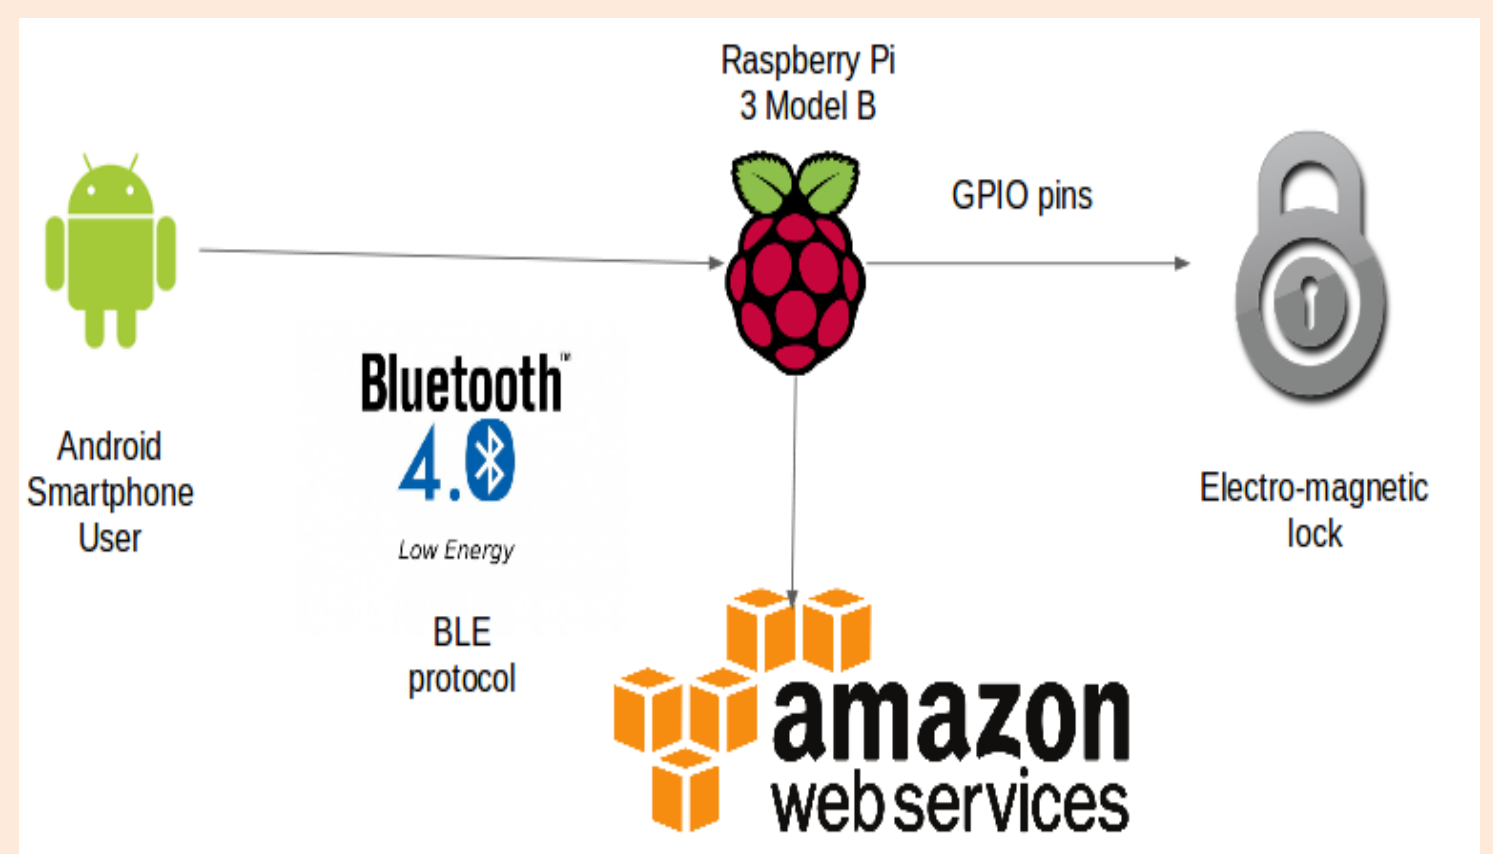 Raspberry Pi
3 Model B
GPIO pins
Bluetooth™
4.0
Low Energy
Android
Smartphone
User
BLE
protocol
Electro-magnetic
lock
amazon
web services